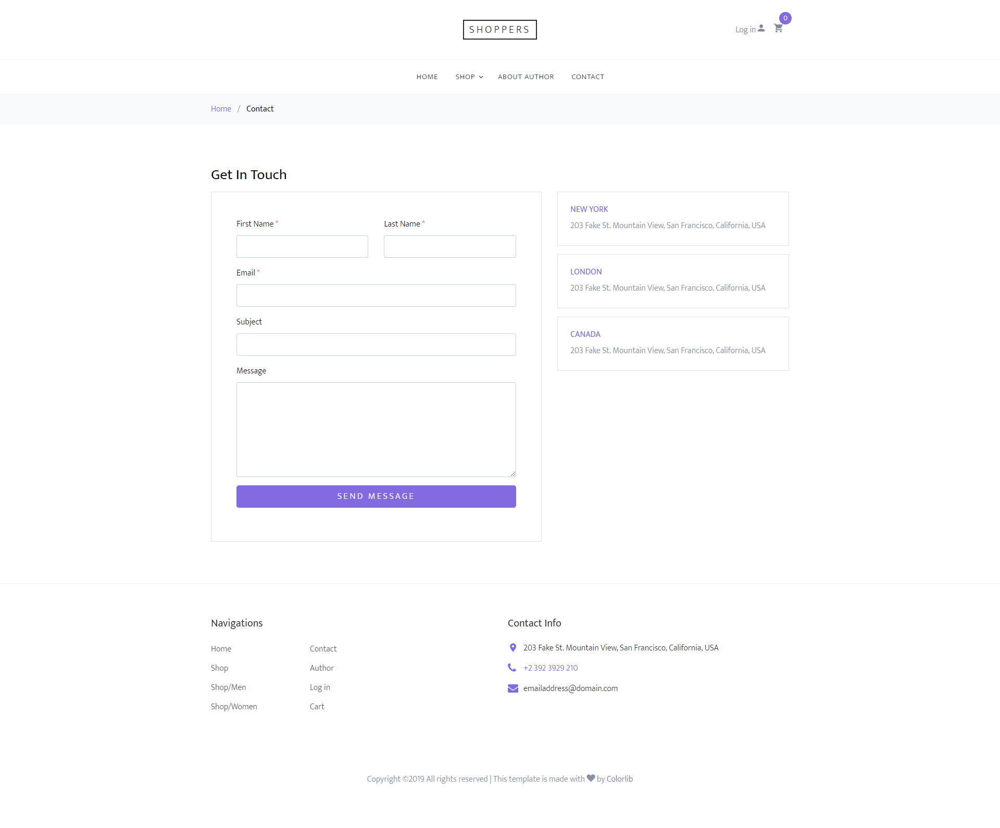 SHOPPERS
Log in
0
HOME SHOP ABOUT AUTHOR CONTACT
Home / Contact
Get In Touch
First Name *
Last Name *
Email *
Subject
Message
SEND MESSAGE
NEW YORK
203 Fake St. Mountain View, San Francisco, California, USA
LONDON
203 Fake St. Mountain View, San Francisco, California, USA
CANADA
203 Fake St. Mountain View, San Francisco, California, USA
Navigations
Home
Shop
Shop/Men
Shop/Women
Contact
Author
Log in
Cart
Contact Info
203 Fake St. Mountain View, San Francisco, California, USA
+2 392 3929 210
emailaddress@domain.com
Copyright ©2019 All rights reserved | This template is made with by Colorlib